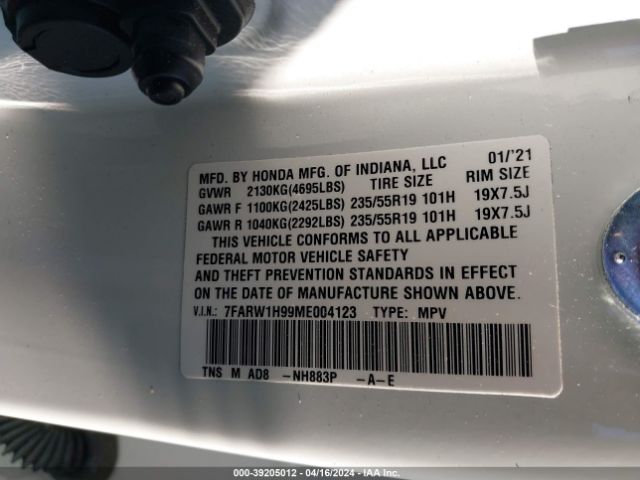 MFD. BY HONDA MFG. OF INDIANA, LLC 01/'21
GVWR 2130KG(4695LBS) TIRE SIZE RIM SIZE
GAWR F 1100KG(2425LBS) 235/55R19 101H 19X7.5J
GAWR R 1040KG(2292LBS) 235/55R19 101H 19X7.5J
THIS VEHICLE CONFORMS TO ALL APPLICABLE
FEDERAL MOTOR VEHICLE SAFETY
AND THEFT PREVENTION STANDARDS IN EFFECT
ON THE DATE OF MANUFACTURE SHOWN ABOVE.
V.I.N.: 7FARW1H99ME004123 TYPE: MPV
TNS M AD8 -NH883P -A-E
000-39205012 - 04/16/2024 - IAA Inc.